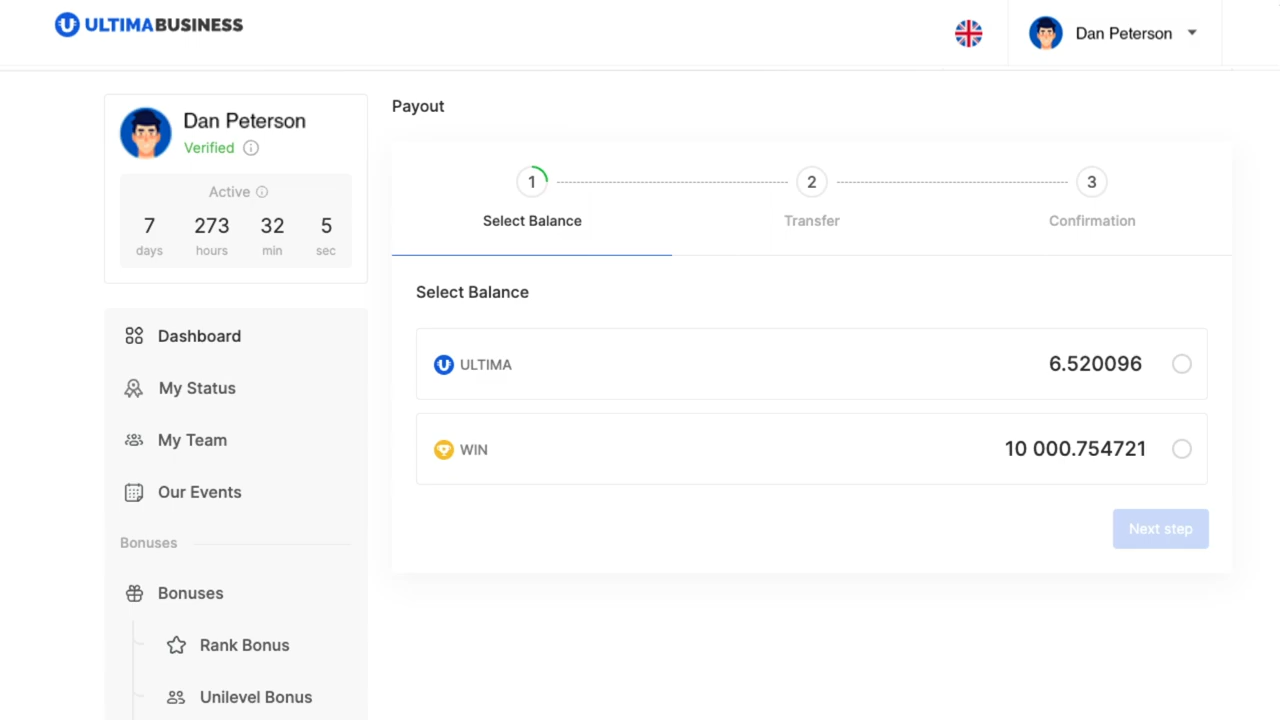 ULTIMABUSINESS
Dan Peterson
Dan Peterson
Verified
Active
7 273 32 5
days hours min sec
Dashboard
My Status
My Team
Our Events
Bonuses
Bonuses
Rank Bonus
Unilevel Bonus
Payout
1 2 3
Select Balance Transfer Confirmation
Select Balance
ULTIMA 6.520096
WIN 10 000.754721
Next step